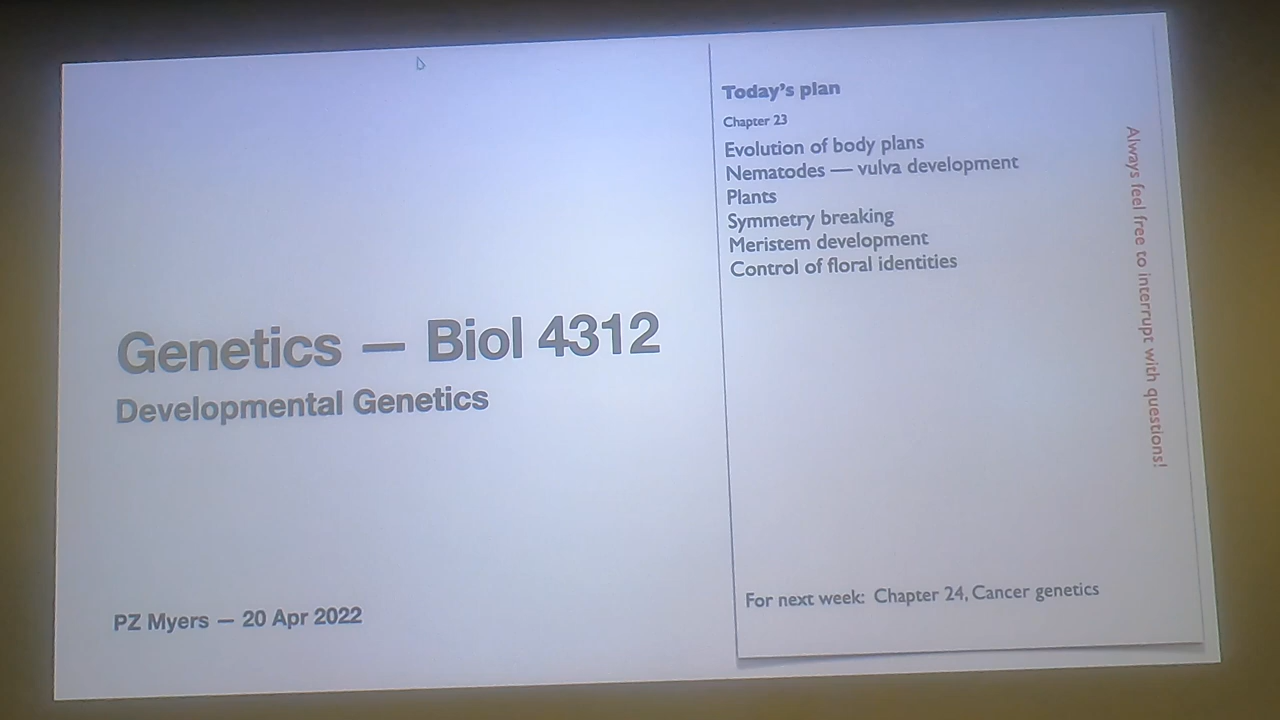 Genetics — Biol 4312
Developmental Genetics
PZ Myers — 20 Apr 2022
Today's plan
Chapter 23
Evolution of body plans
Nematodes — vulva development
Plants
Symmetry breaking
Meristem development
Control of floral identities
For next week: Chapter 24, Cancer genetics
Always feel free to interrupt with questions!